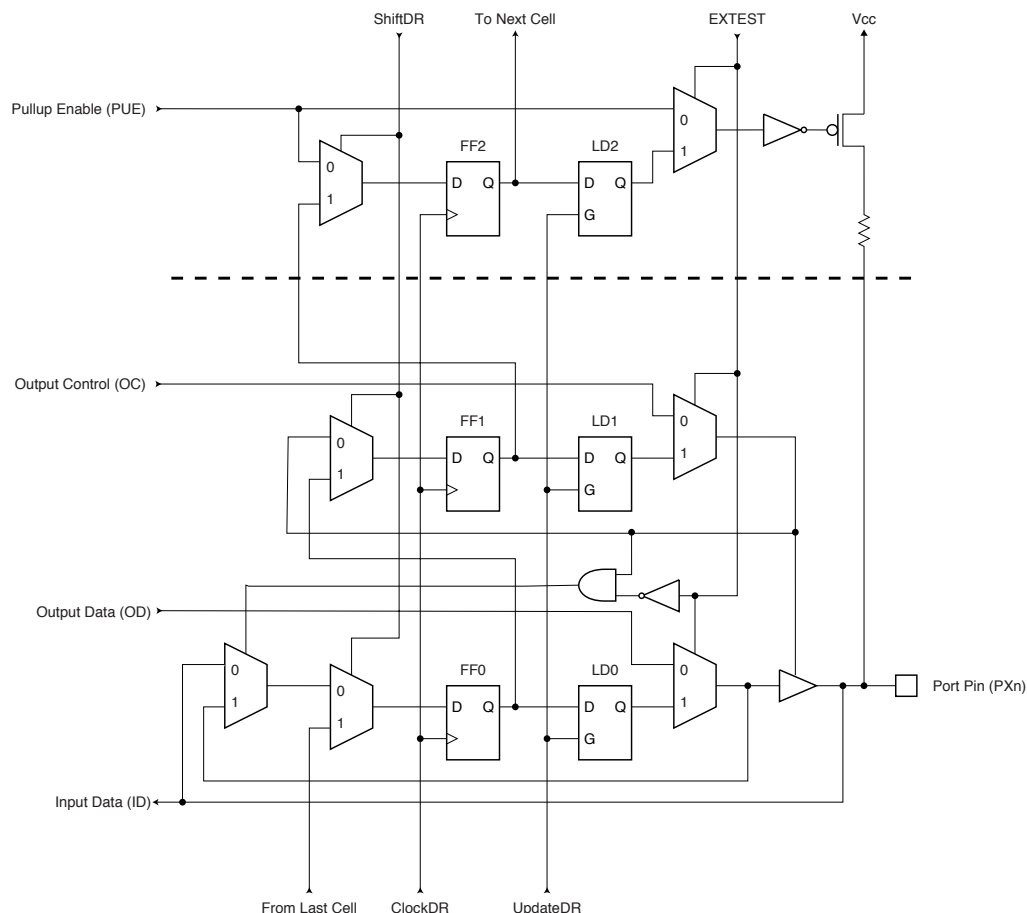 ShiftDR To Next Cell EXTEST Vcc
Pullup Enable (PUE)
0
1
FF2
D Q
LD2
D Q
G
0
1
Output Control (OC)
0
1
FF1
D Q
LD1
D Q
G
0
1
Output Data (OD)
0
1
0
1
FF0
D Q
LD0
D Q
G
0
1
Port Pin (PXn)
Input Data (ID)
From Last Cell ClockDR UpdateDR